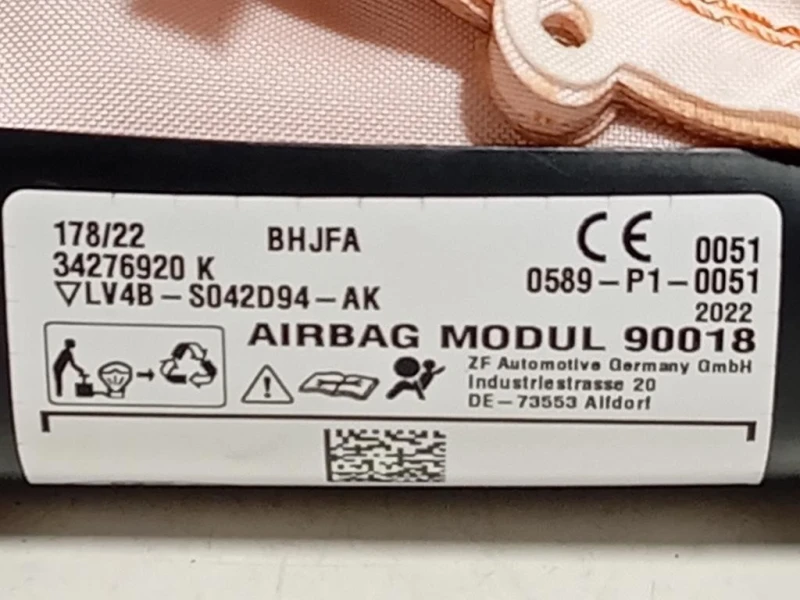 178/22
BHJFA
CE 0051
34276920 K
0589-P1-0051
▽LV4B-S042D94-AK
2022
AIRBAG MODUL 90018
ZF Automotive Germany GmbH
Industriestrasse 20
DE-73553 Alfdorf